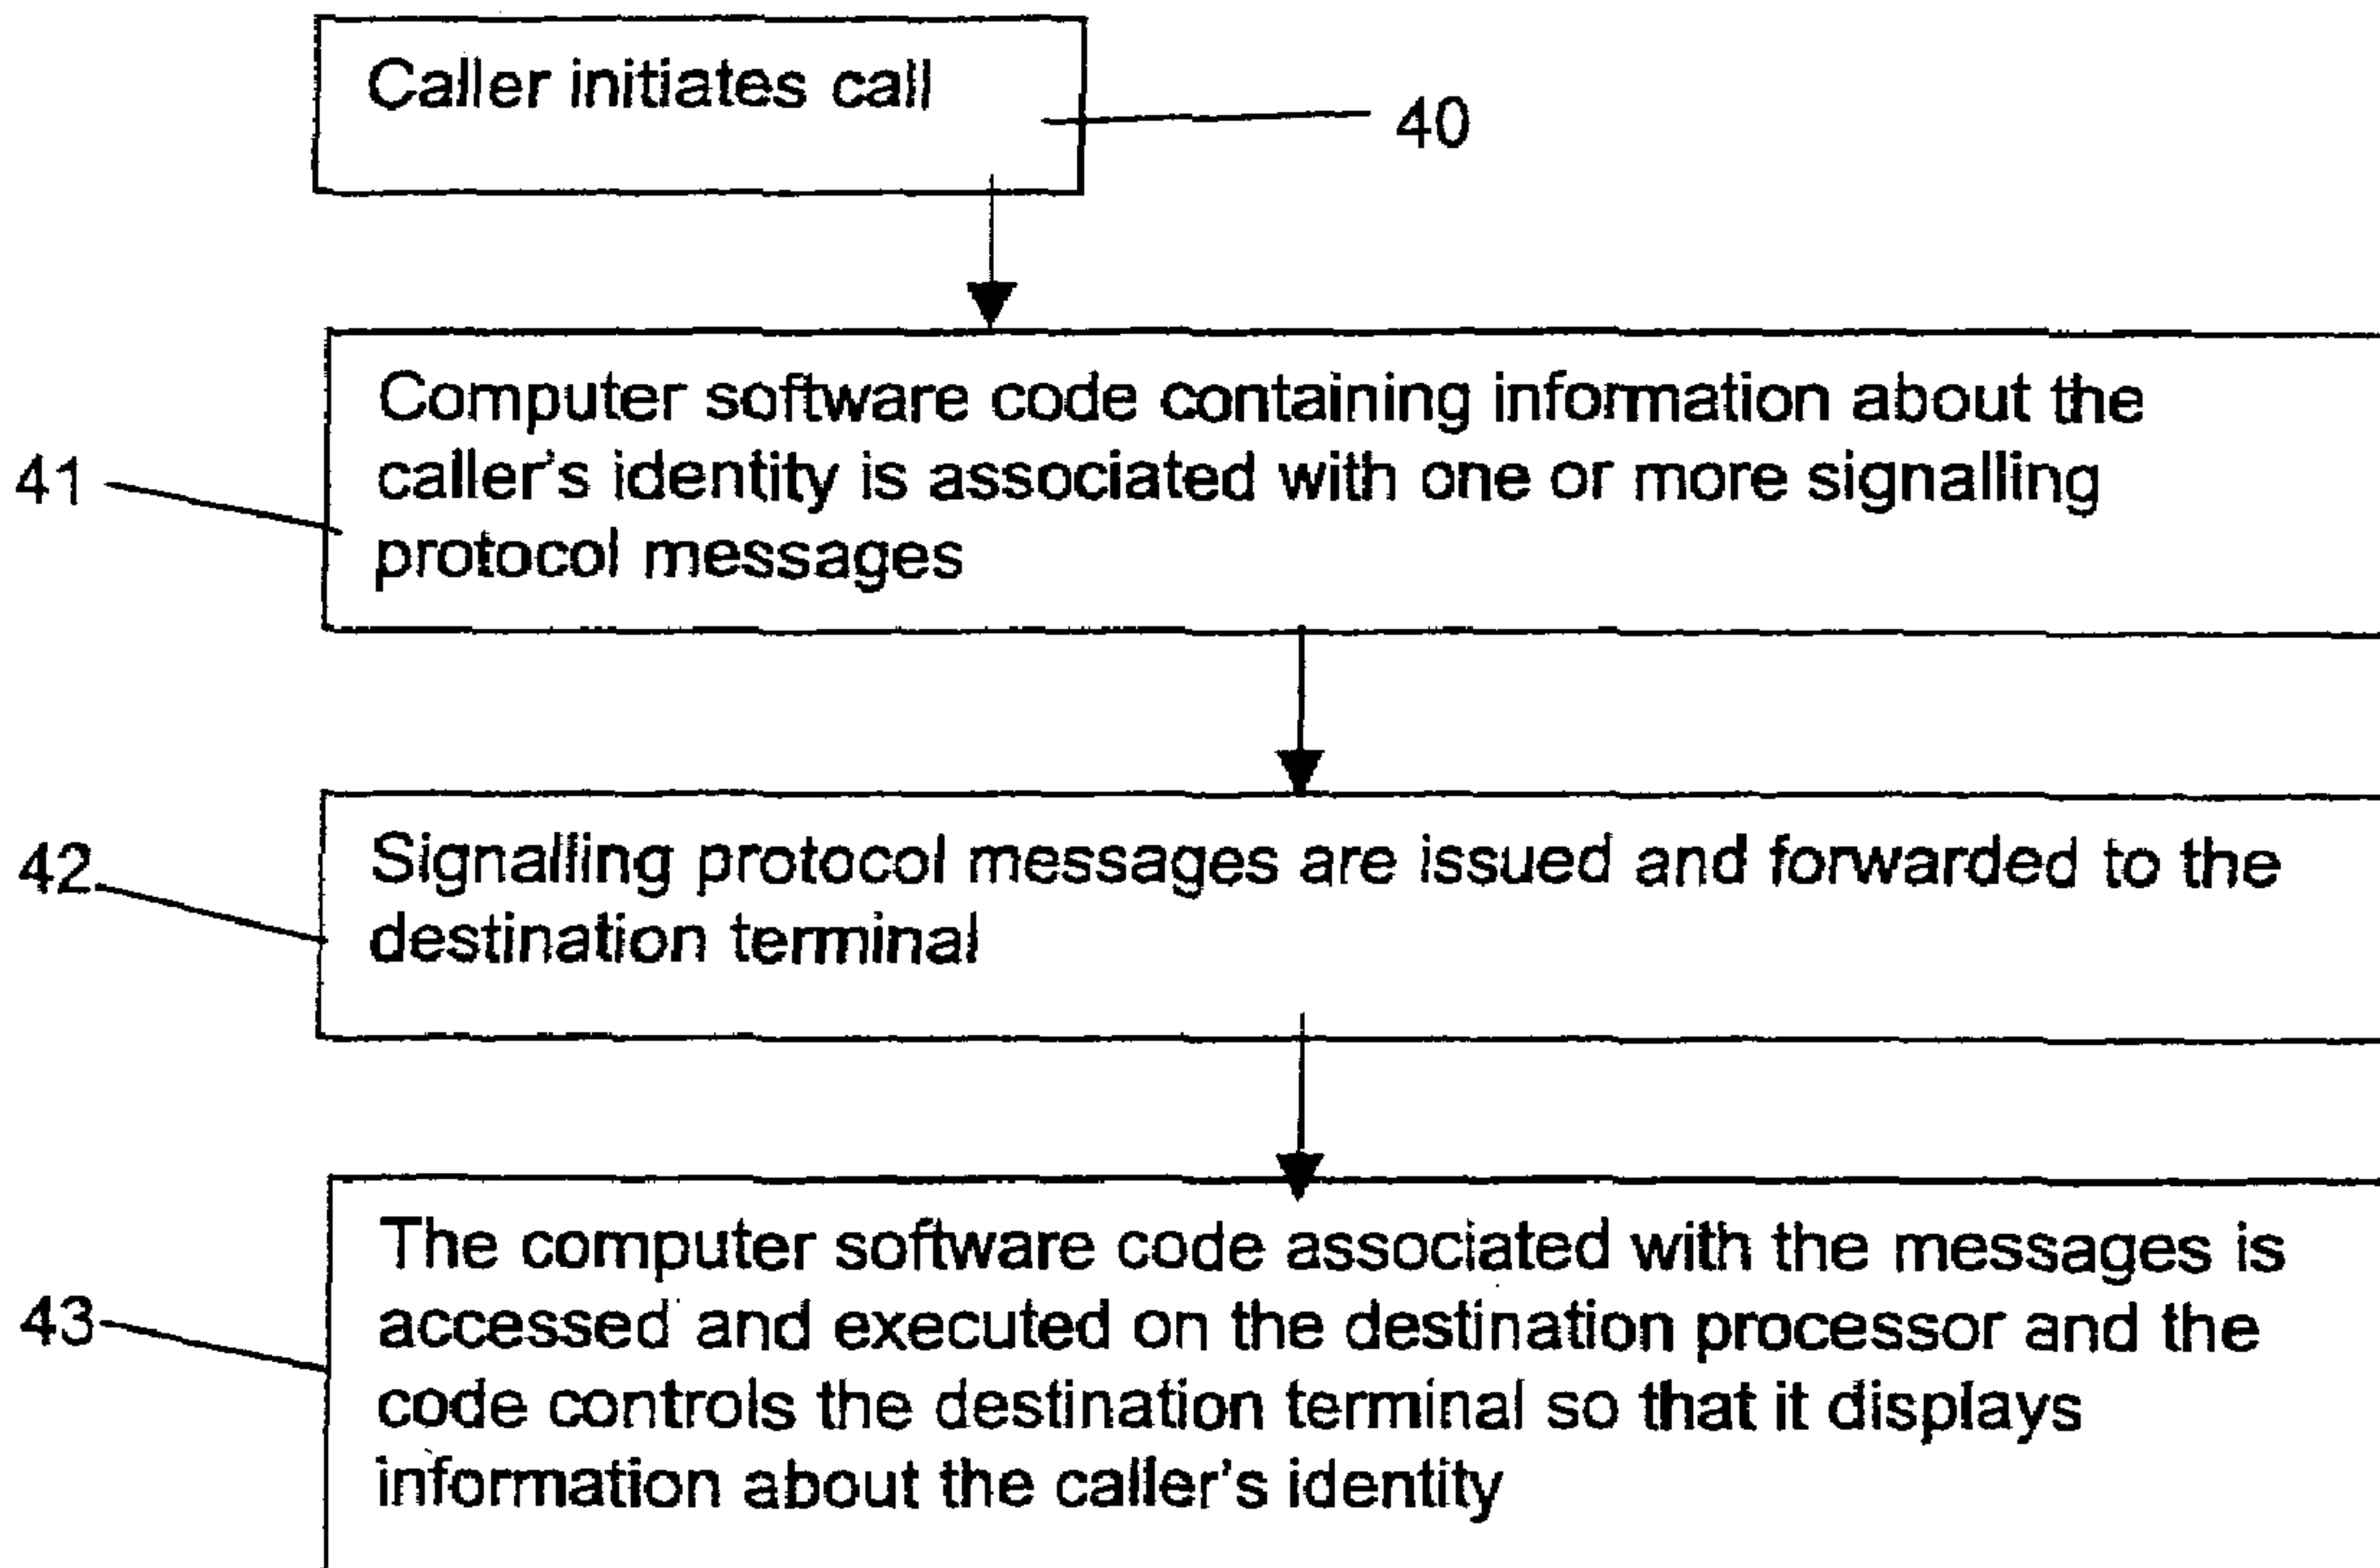 Caller initiates call
40
Computer software code containing information about the
caller's identity is associated with one or more signalling
protocol messages
41
Signalling protocol messages are issued and forwarded to the
destination terminal
42
The computer software code associated with the messages is
accessed and executed on the destination processor and the
code controls the destination terminal so that it displays
information about the caller's identity
43